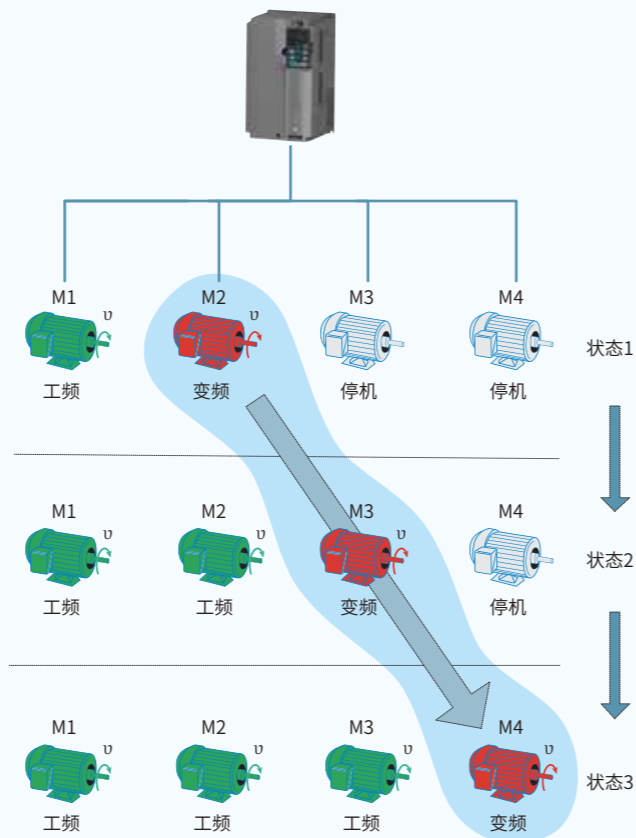 M1 M2 M3 M4
υ υ
状态1
工频 变频 停机 停机
M1 M2 M3 M4
υ υ υ
状态2
工频 工频 变频 停机
M1 M2 M3 M4
υ υ υ υ
状态3
工频 工频 工频 变频